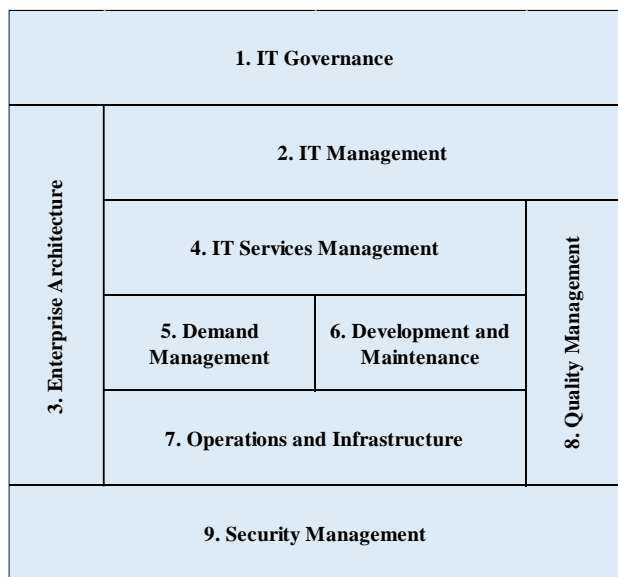 1. IT Governance
2. IT Management
3. Enterprise Architecture
4. IT Services Management
5. Demand
Management
6. Development and
Maintenance
7. Operations and Infrastructure
8. Quality Management
9. Security Management